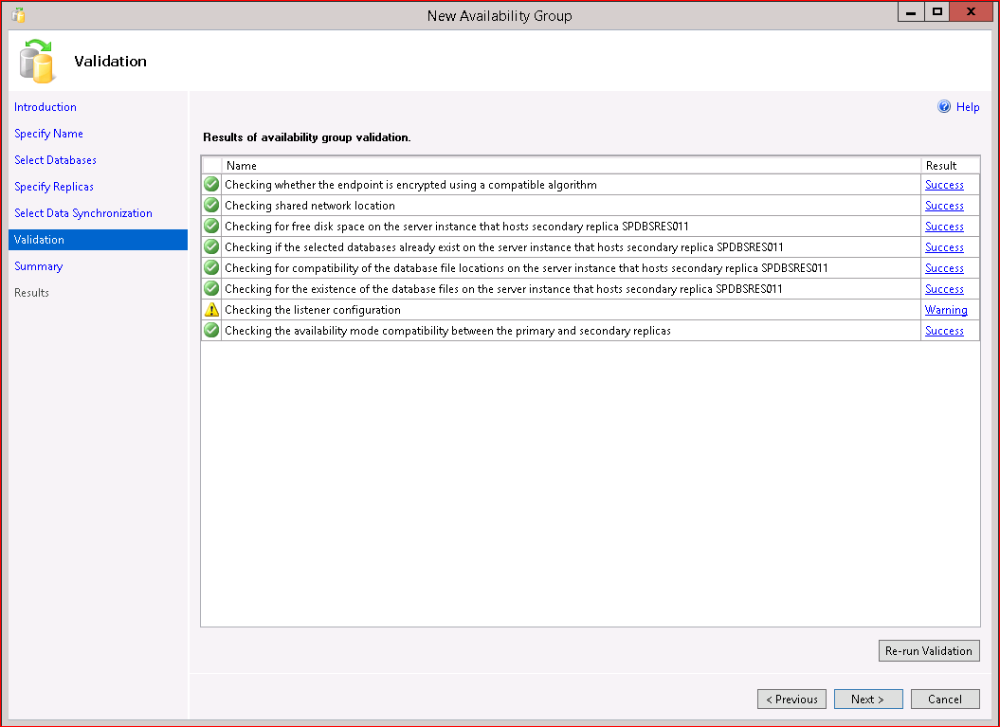 New Availability Group
Validation
Introduction
Specify Name
Select Databases
Specify Replicas
Select Data Synchronization
Validation
Summary
Results
Help
Results of availability group validation.
Name Result
Checking whether the endpoint is encrypted using a compatible algorithm Success
Checking shared network location Success
Checking for free disk space on the server instance that hosts secondary replica SPDBSRES011 Success
Checking if the selected databases already exist on the server instance that hosts secondary replica SPDBSRES011 Success
Checking for compatibility of the database file locations on the server instance that hosts secondary replica SPDBSRES011 Success
Checking for the existence of the database files on the server instance that hosts secondary replica SPDBSRES011 Success
Checking the listener configuration Warning
Checking the availability mode compatibility between the primary and secondary replicas Success
Re-run Validation
< Previous Next > Cancel